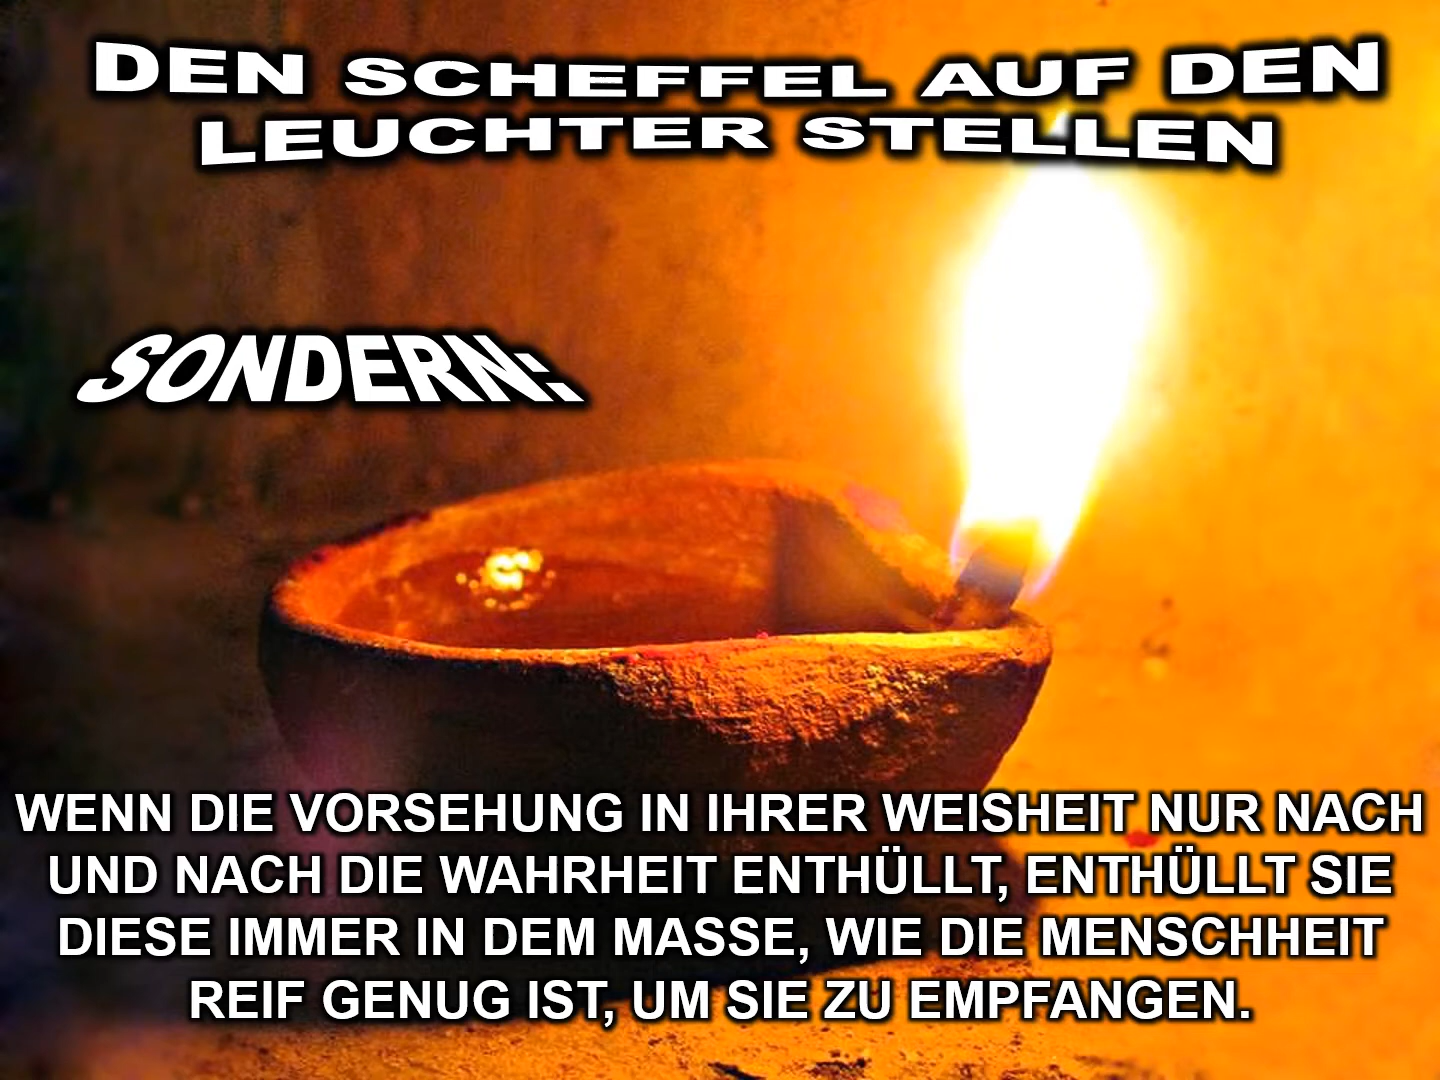 DEN SCHEFFEL AUF DEN
LEUCHTER STELLEN
SONDERN:
WENN DIE VORSEHUNG IN IHRER WEISHEIT NUR NACH
UND NACH DIE WAHRHEIT ENTHÜLLT, ENTHÜLLT SIE
DIESE IMMER IN DEM MASSE, WIE DIE MENSCHHEIT
REIF GENUG IST, UM SIE ZU EMPFANGEN.